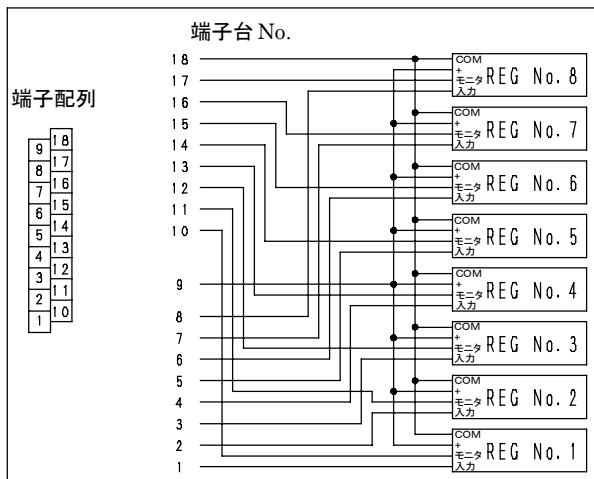 端子台 No.
端子配列
9
8
7
6
5
4
3
2
1
18
17
16
15
14
13
12
11
10
18
17
16
15
14
13
12
11
10
9
8
7
6
5
4
3
2
1
COM
+
モニタ
入力
REG No. 8
COM
+
モニタ
入力
REG No. 7
COM
+
モニタ
入力
REG No. 6
COM
+
モニタ
入力
REG No. 5
COM
+
モニタ
入力
REG No. 4
COM
+
モニタ
入力
REG No. 3
COM
+
モニタ
入力
REG No. 2
COM
+
モニタ
入力
REG No. 1